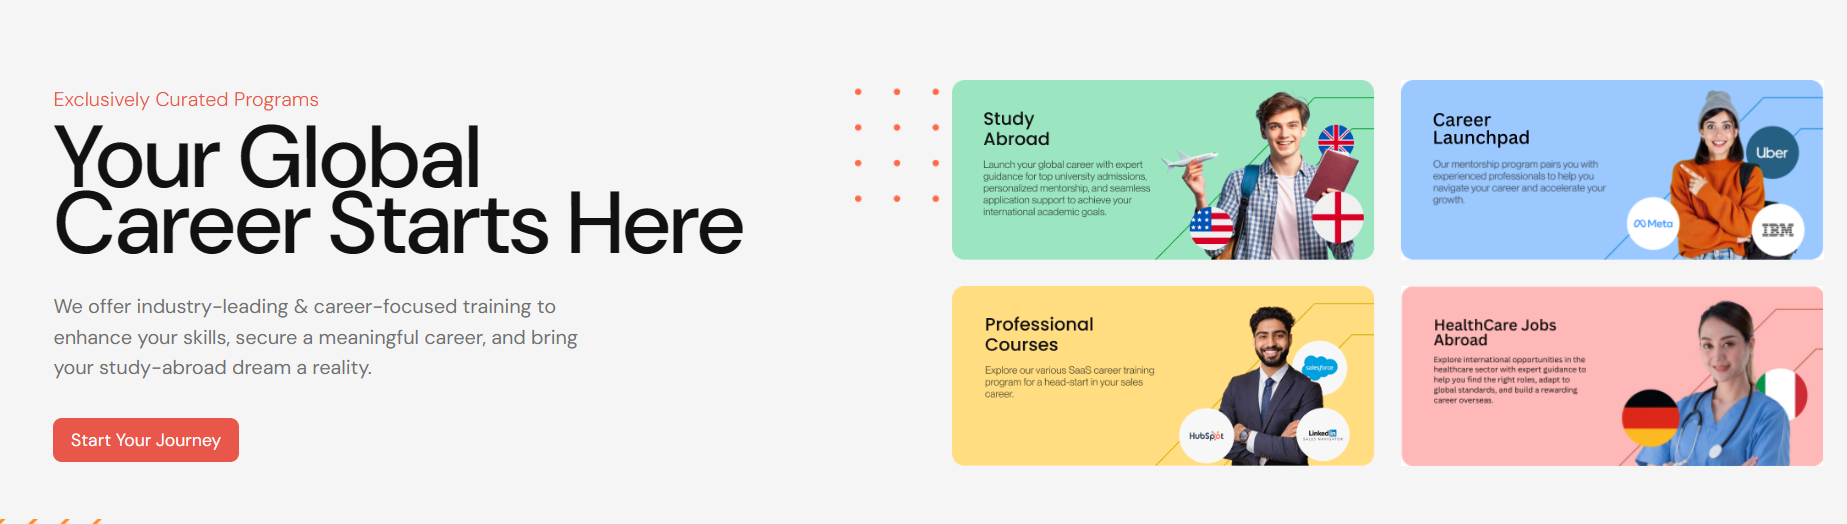 Exclusively Curated Programs
Your Global
Career Starts Here
We offer industry-leading & career-focused training to
enhance your skills, secure a meaningful career, and bring
your study-abroad dream a reality.
Start Your Journey
Study
Abroad
Launch your global career with expert
guidance for top university admissions,
personalized mentorship, and seamless
application support to achieve your
international academic goals.
Career
Launchpad
Our mentorship program pairs you with
experienced professionals to help you
navigate your career and accelerate your
growth.
Uber
Meta
IBM
Professional
Courses
Explore our various SaaS career training
program for a head-start in your sales
career.
salesforce
HubSpot
LinkedIn
SALES NAVIGATOR
HealthCare Jobs
Abroad
Explore international opportunities in the
healthcare sector with expert guidance to
help you find the right roles, adapt to
global standards, and build a rewarding
career overseas.